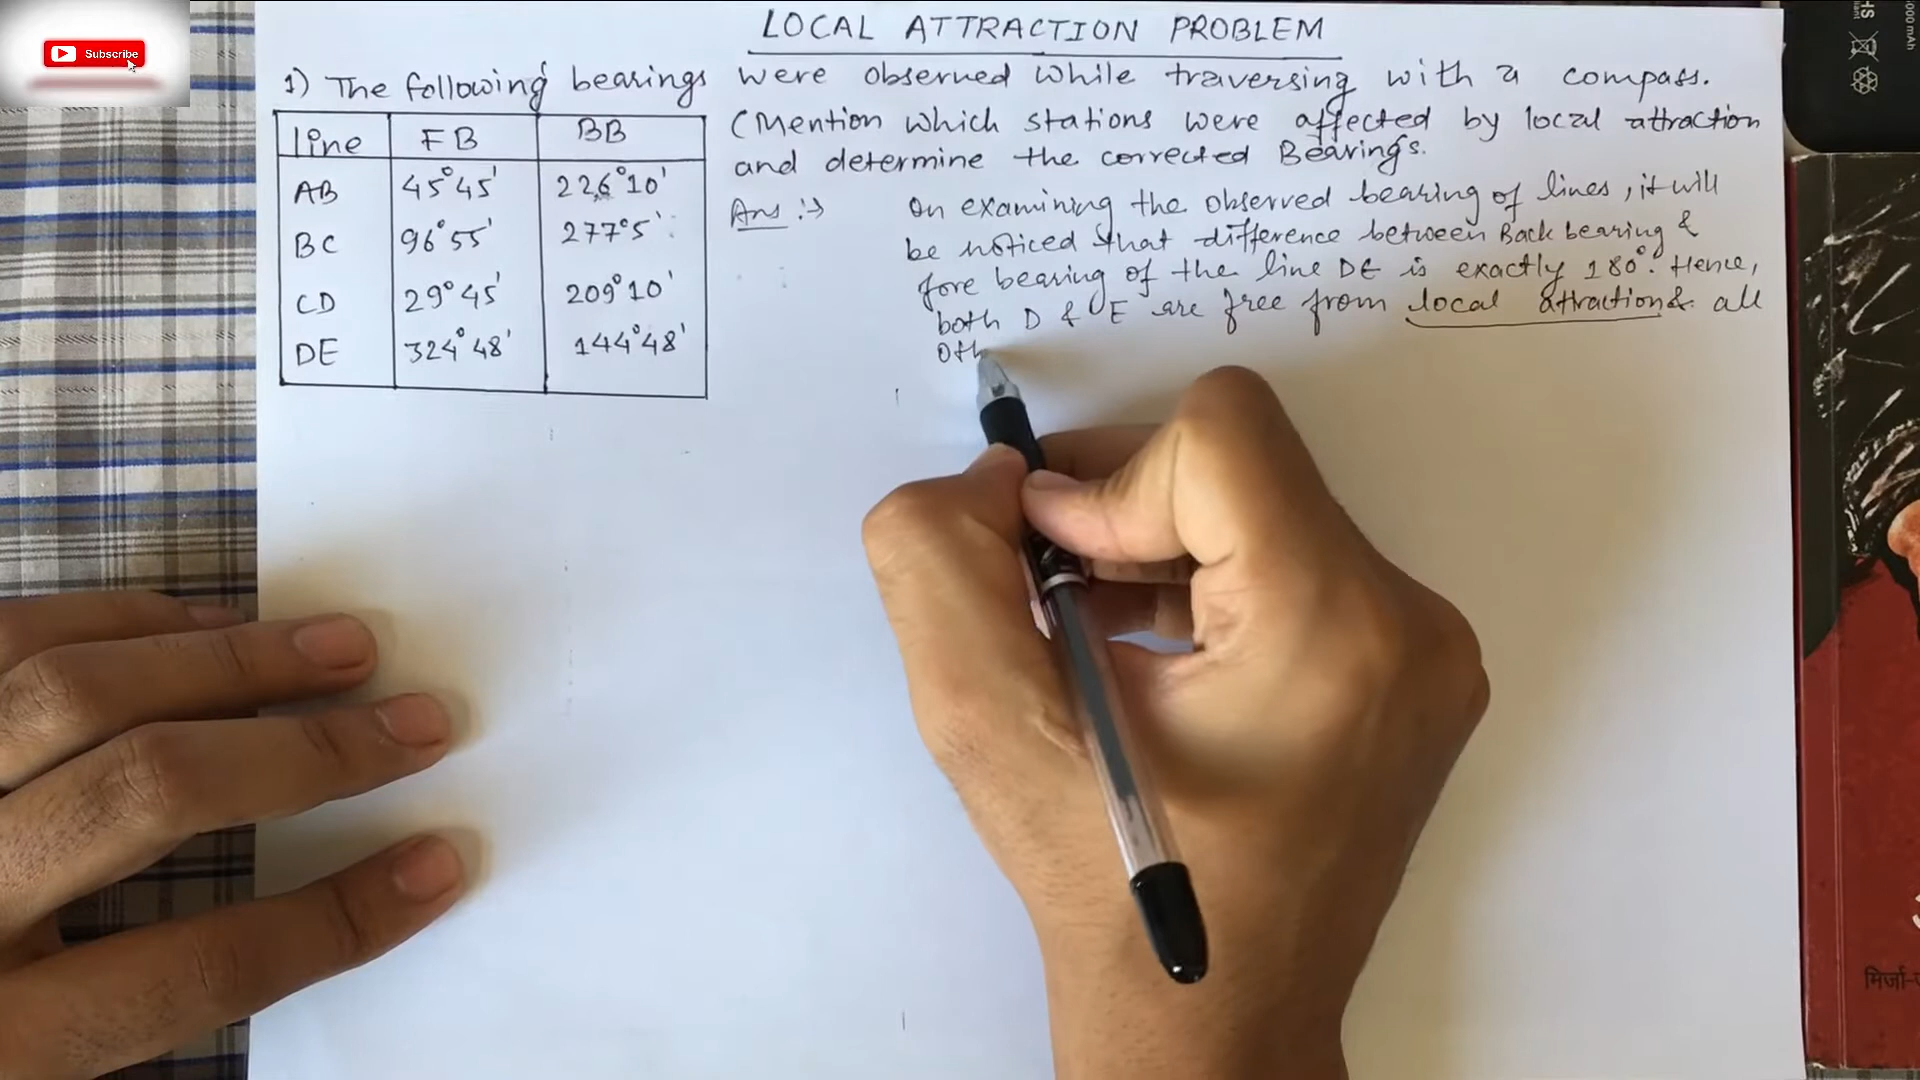 Subscribe
LOCAL ATTRACTION PROBLEM
1) The following bearings were observed while traversing with a compass.
(Mention which stations were affected by local attraction
and determine the corrected Bearings.
line FB BB
AB 45°45' 226°10'
BC 96°55' 277°5'
CD 29°45' 209°10'
DE 324°48' 144°48'
Ans :→ On examining the observed bearing of lines, it will
be noticed that difference between Back bearing &
fore bearing of the line DE is exactly 180°. Hence,
both D & E are free from local attraction & all
Oth
HS
मिर्जा-